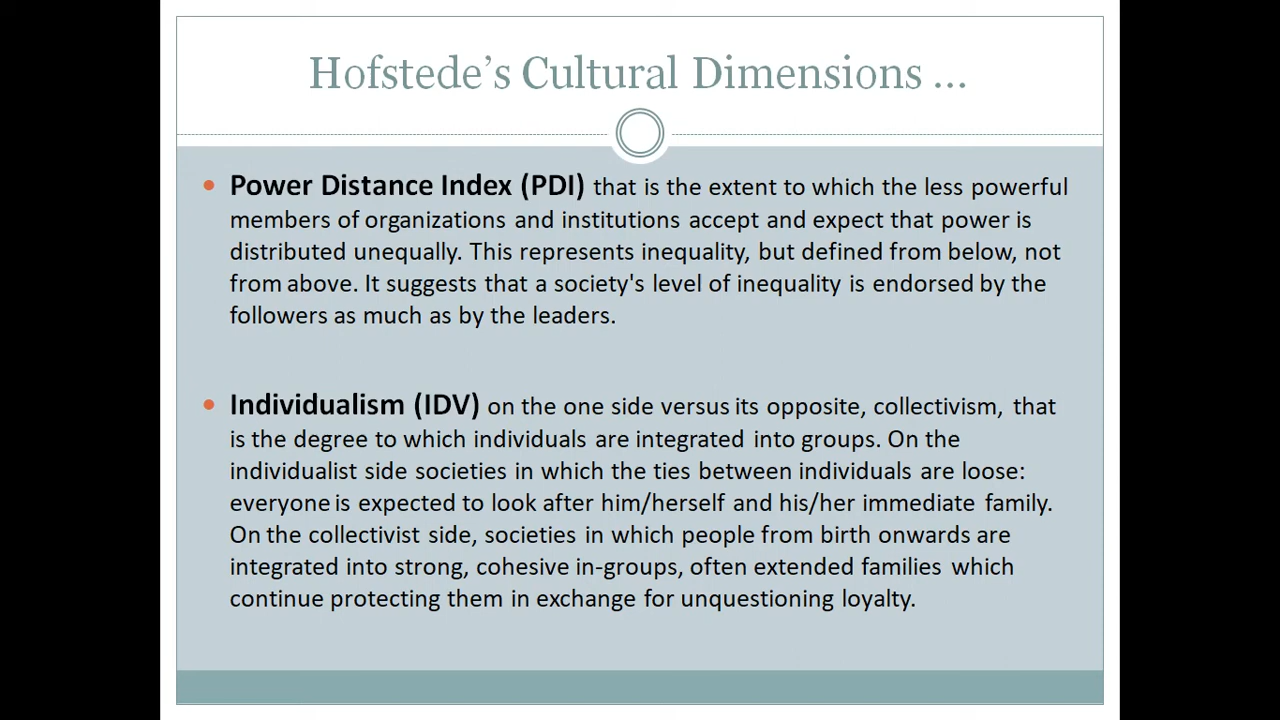 Hofstede’s Cultural Dimensions ...
• Power Distance Index (PDI) that is the extent to which the less powerful
members of organizations and institutions accept and expect that power is
distributed unequally. This represents inequality, but defined from below, not
from above. It suggests that a society's level of inequality is endorsed by the
followers as much as by the leaders.
• Individualism (IDV) on the one side versus its opposite, collectivism, that
is the degree to which individuals are integrated into groups. On the
individualist side societies in which the ties between individuals are loose:
everyone is expected to look after him/herself and his/her immediate family.
On the collectivist side, societies in which people from birth onwards are
integrated into strong, cohesive in-groups, often extended families which
continue protecting them in exchange for unquestioning loyalty.